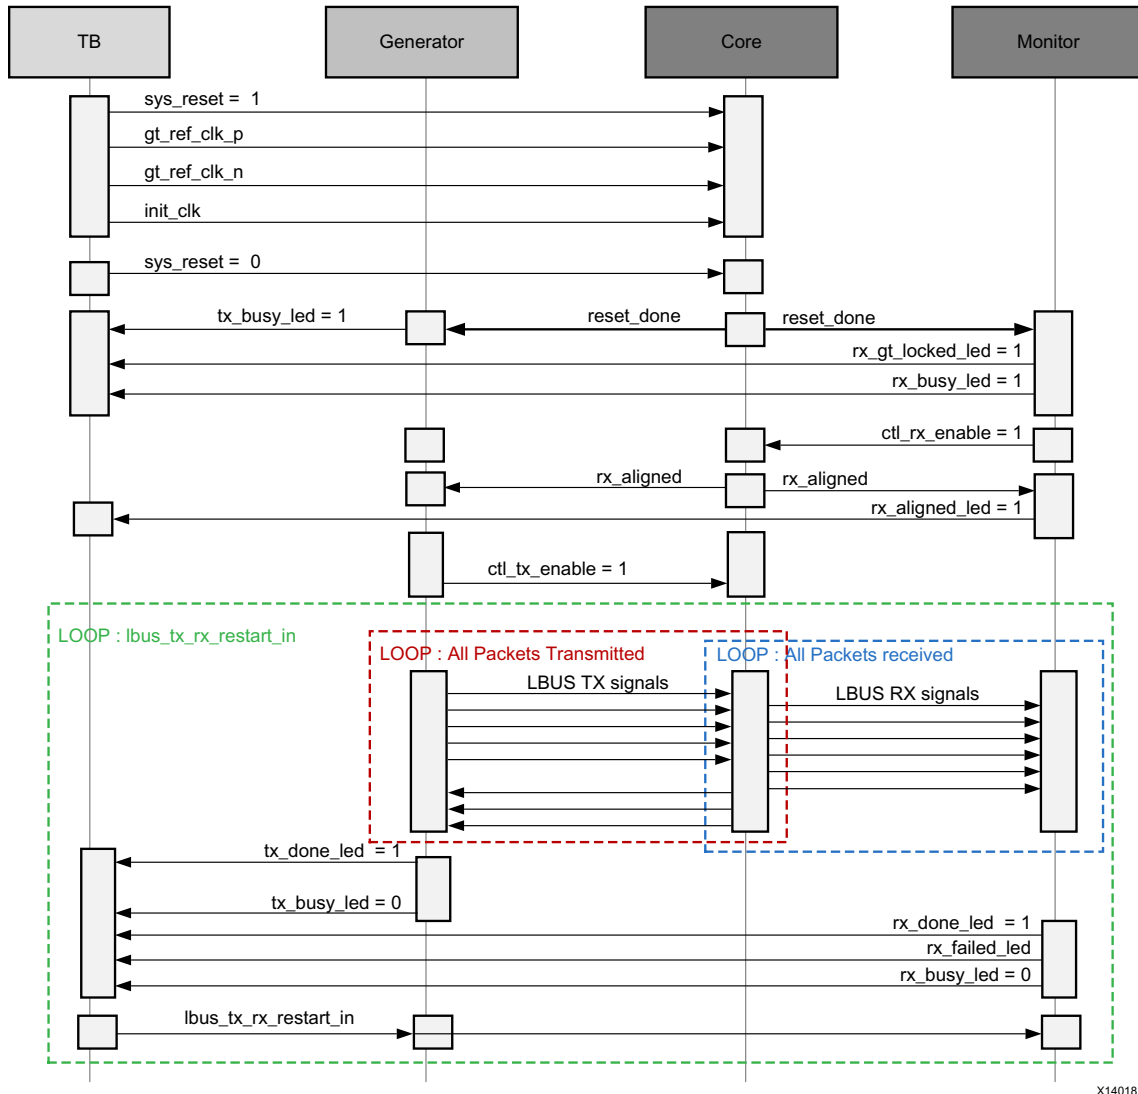 TB
Generator
Core
Monitor
sys_reset = 1
gt_ref_clk_p
gt_ref_clk_n
init_clk
sys_reset = 0
tx_busy_led = 1
reset_done
reset_done
rx_gt_locked_led = 1
rx_busy_led = 1
ctl_rx_enable = 1
rx_aligned
rx_aligned
rx_aligned_led = 1
ctl_tx_enable = 1
LOOP : lbus_tx_rx_restart_in
LOOP : All Packets Transmitted
LOOP : All Packets received
LBUS TX signals
LBUS RX signals
tx_done_led = 1
tx_busy_led = 0
rx_done_led = 1
rx_failed_led
rx_busy_led = 0
lbus_tx_rx_restart_in
X14018